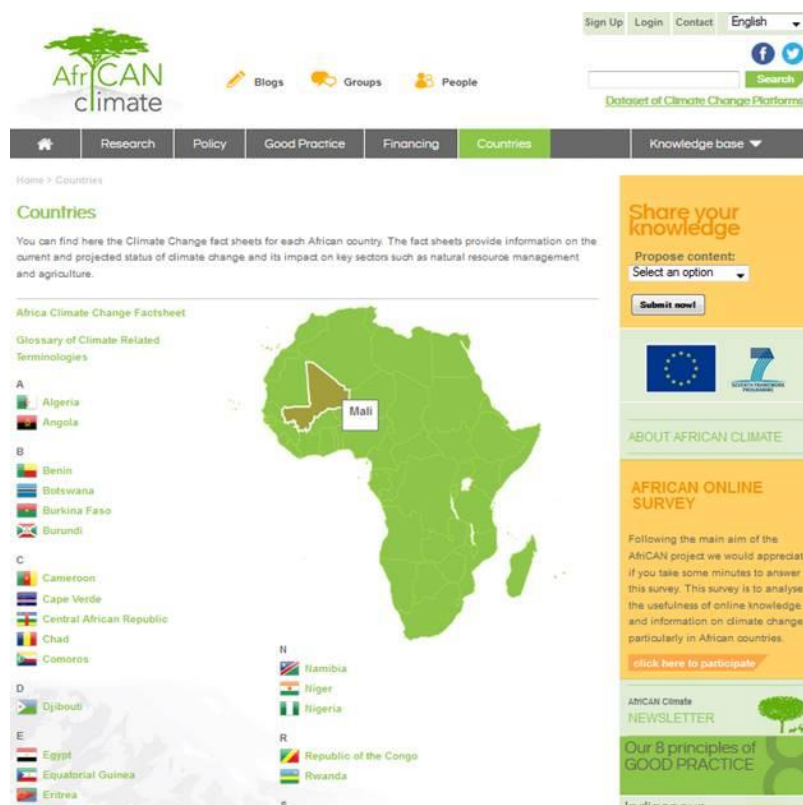 Sign Up Login Contact English
AfriCAN
climate
Blogs Groups People
Search
Dataset of Climate Change Platforms
Research Policy Good Practice Financing Countries Knowledge base
Home > Countries
Countries
You can find here the Climate Change fact sheets for each African country. The fact sheets provide information on the
current and projected status of climate change and its impact on key sectors such as natural resource management
and agriculture.
Africa Climate Change Factsheet
Glossary of Climate Related
Terminologies
A
Algeria
Angola
B
Benin
Botswana
Burkina Faso
Burundi
C
Cameroon
Cape Verde
Central African Republic
Chad
Comoros
D
Djibouti
E
Egypt
Equatorial Guinea
Eritrea
Mali
N
Namibia
Niger
Nigeria
R
Republic of the Congo
Rwanda
S
Share your
knowledge
Propose content:
Select an option
Submit now!
SEVENTH FRAMEWORK
PROGRAMME
ABOUT AFRICAN CLIMATE
AFRICAN ONLINE
SURVEY
Following the main aim of the
AfriCAN project we would appreciat
if you take some minutes to answer
this survey. This survey is to analyse
the usefulness of online knowledge
and information on climate change
particularly in African countries.
click here to participate
AfriCAN Climate
NEWSLETTER
Our 8 principles of
GOOD PRACTICE